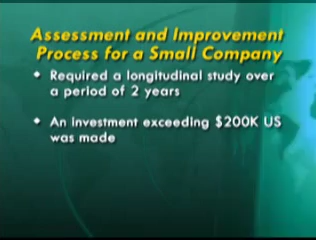 Assessment and Improvement
Process for a Small Company
• Required a longitudinal study over
a period of 2 years
• An investment exceeding $200K US
was made